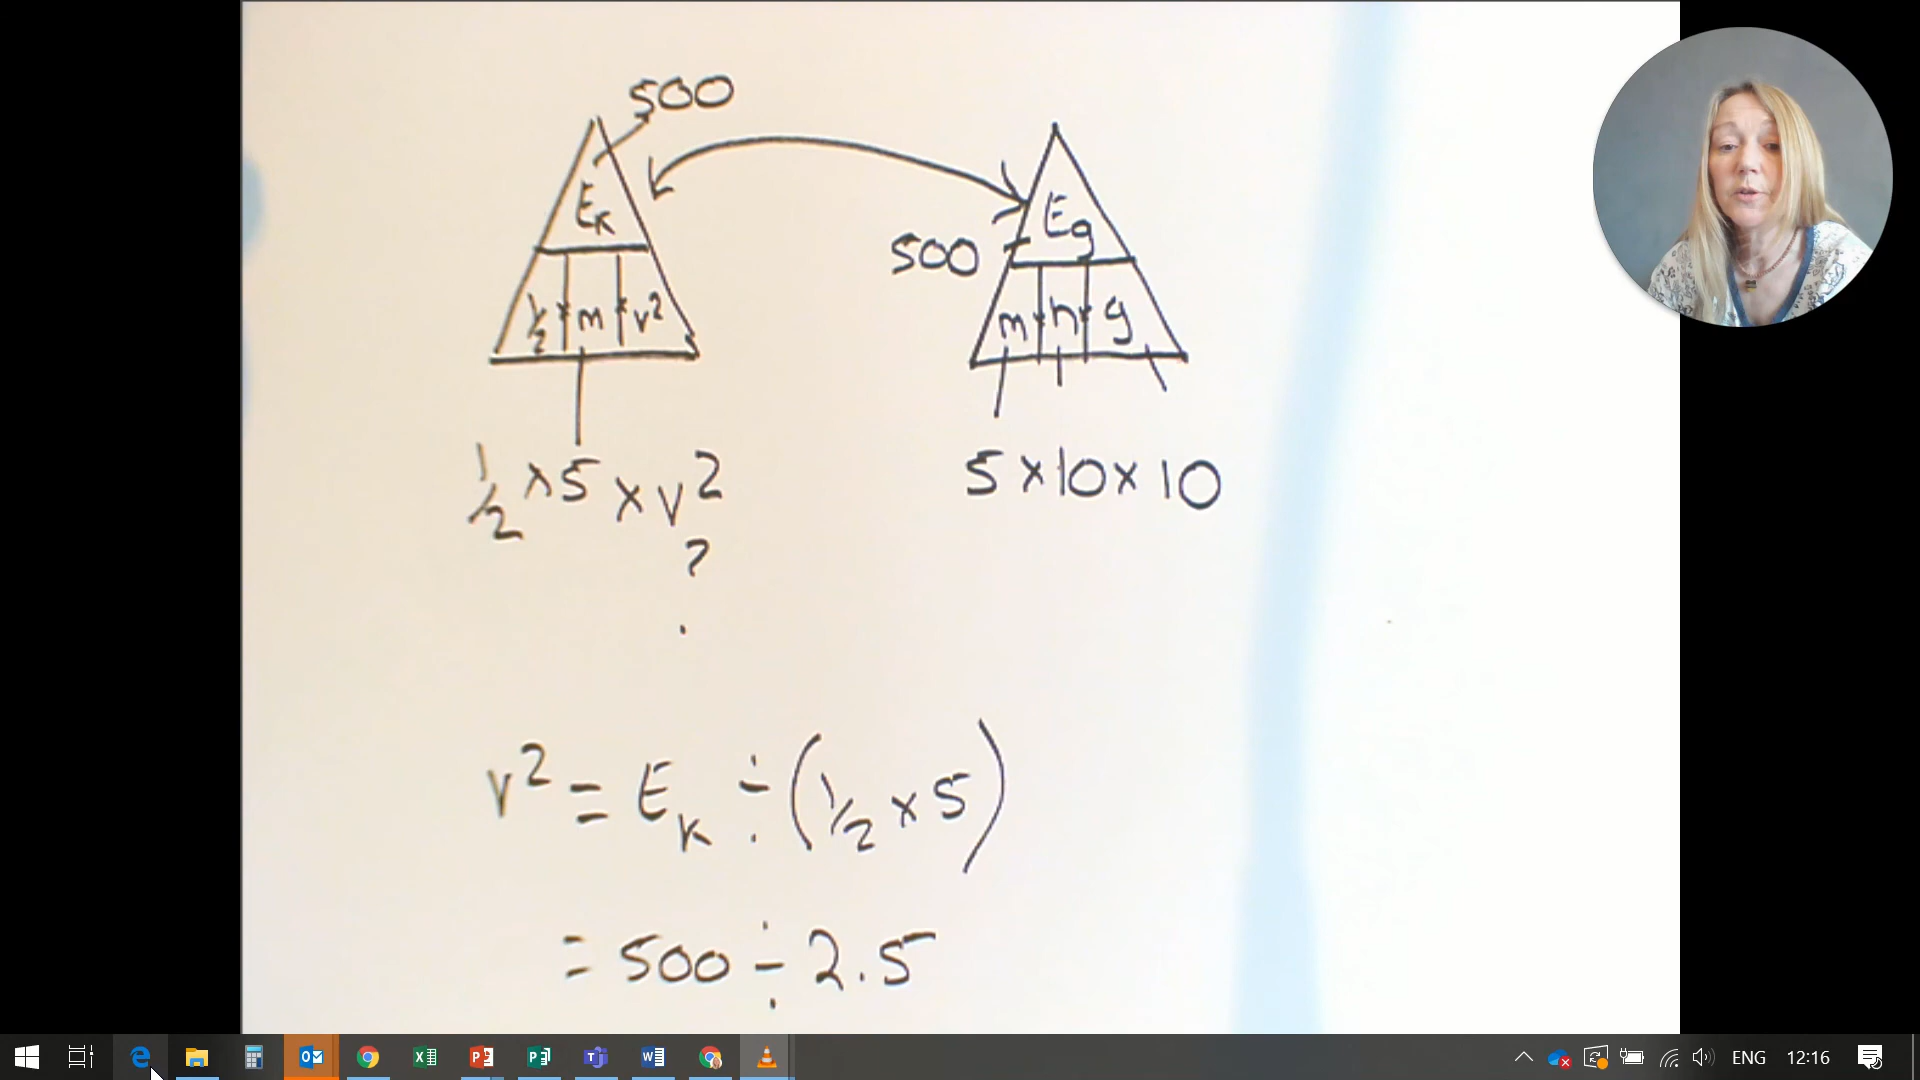 500
Eₖ
½ × m × v²
500
E_g
m × h × g
½ × 5 × v²
?
5 × 10 × 10
v² = Eₖ ÷ (½ × 5)
= 500 ÷ 2.5
ENG 12:16